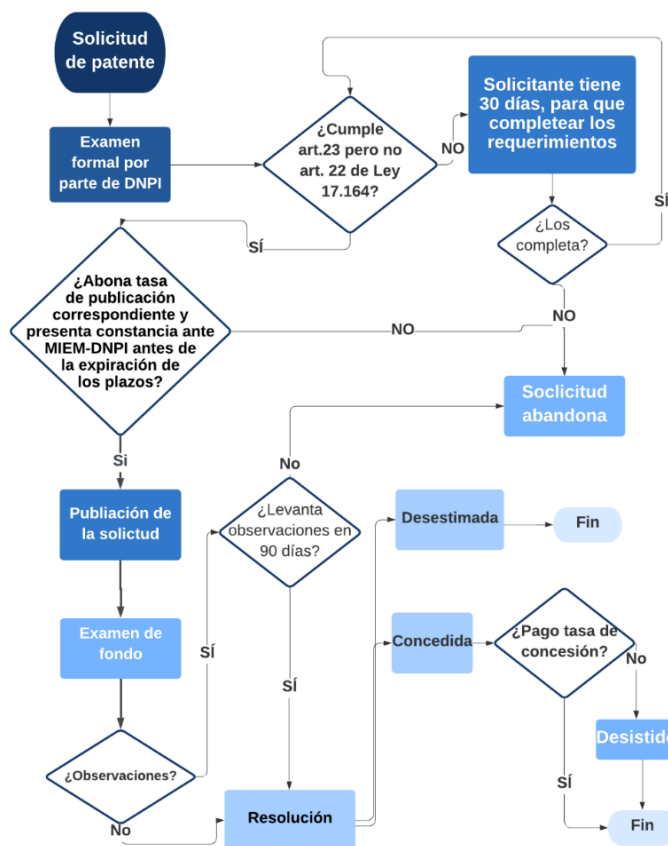 Solicitud
de patente
Examen
formal por
parte de DNPI
¿Cumple
art.23 pero no
art. 22 de Ley
17.164?
NO
Solicitante tiene
30 días, para que
completear los
requerimientos
¿Los
completa?
SÍ
NO
SÍ
¿Abona tasa
de publicación
correspondiente y
presenta constancia ante
MIEM-DNPI antes de
la expiración de
los plazos?
NO
Soclicitud
abandona
Si
Publiación de
la solictud
Examen de
fondo
¿Observaciones?
SÍ
No
¿Levanta
observaciones en
90 días?
No
SÍ
Resolución
Desestimada
Fin
Concedida
¿Pago tasa de
concesión?
No
Desistido
SÍ
Fin